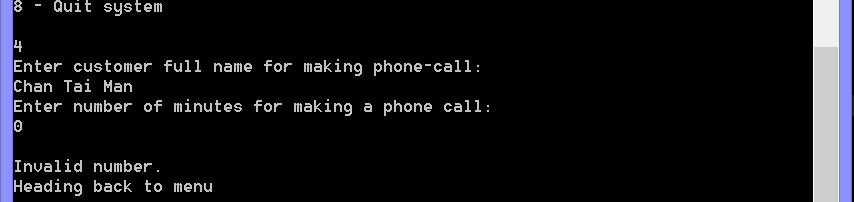 8 - Quit system
4
Enter customer full name for making phone-call:
Chan Tai Man
Enter number of minutes for making a phone call:
0
Invalid number.
Heading back to menu